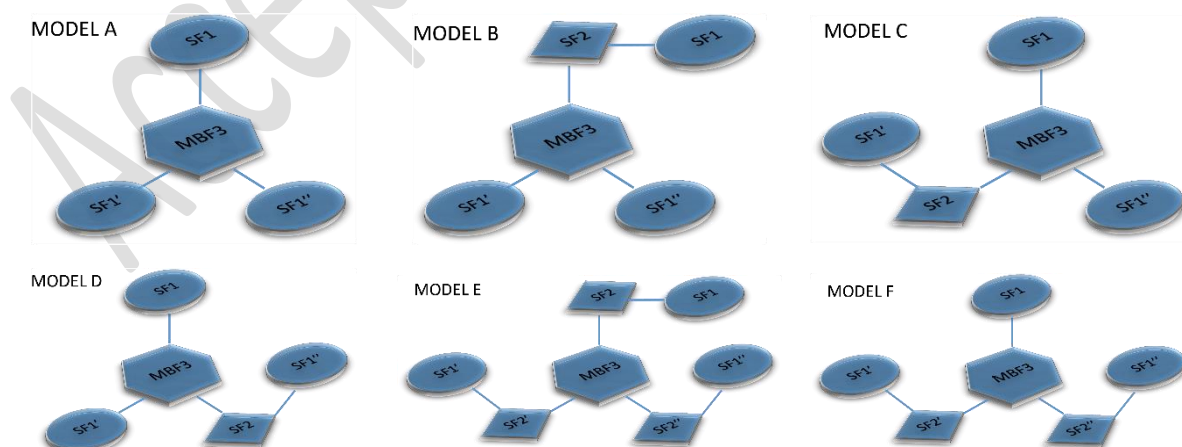 Accep
MODEL A
SF1
MBF3
SF1'
SF1''
MODEL B
SF2
SF1
MBF3
SF1'
SF1''
MODEL C
SF1
SF1'
MBF3
SF2
SF1''
MODEL D
SF1
SF1''
MBF3
SF1'
SF2
MODEL E
SF2
SF1
SF1'
MBF3
SF1''
SF2'
SF2''
MODEL F
SF1
SF1'
MBF3
SF1''
SF2'
SF2''